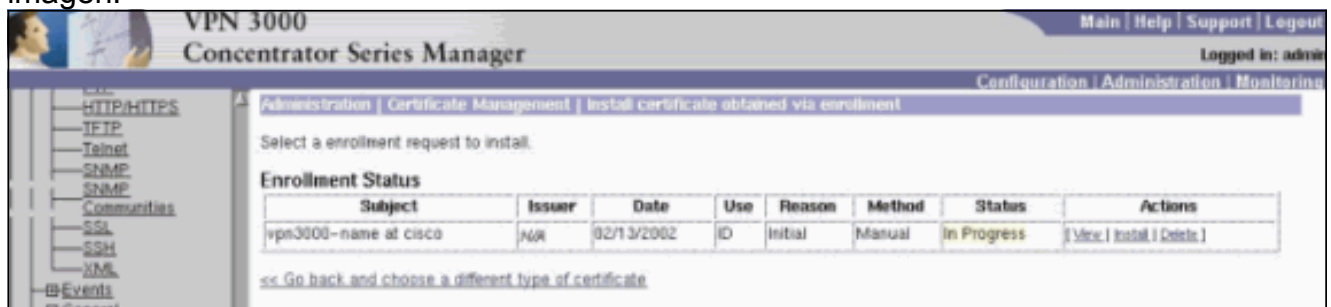 imagen.
VPN 3000
Concentrator Series Manager
Main | Help | Support | Logout
Logged in: admin
Configuration | Administration | Monitoring
HTTP/HTTPS
TFTP
Telnet
SNMP
SNMP
Communities
SSL
SSH
XML
Events
Administration | Certificate Management | Install certificate obtained via enrollment
Select a enrollment request to install.
Enrollment Status
Subject Issuer Date Use Reason Method Status Actions
vpn3000-name at cisco N/A 02/13/2002 ID Initial Manual In Progress [ View | Install | Delete ]
<< Go back and choose a different type of certificate